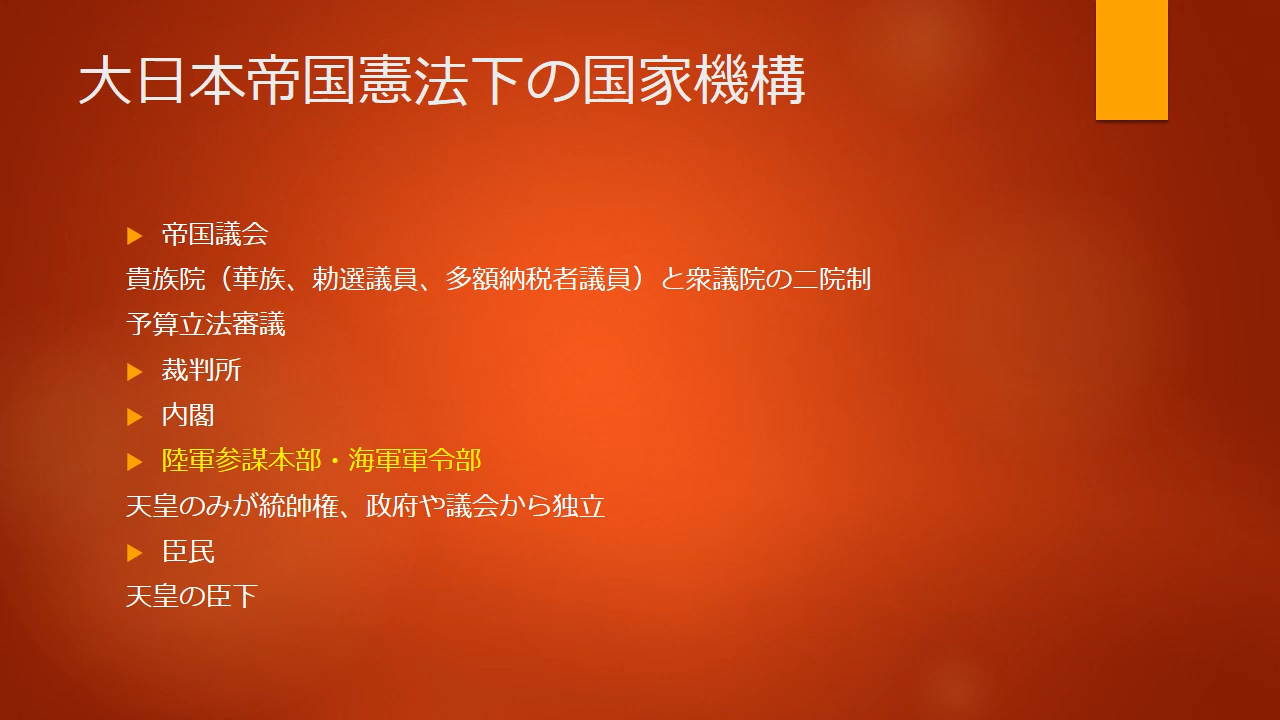 大日本帝国憲法下の国家機構
帝国議会
貴族院（華族、勅選議員、多額納税者議員）と衆議院の二院制
予算立法審議
裁判所
内閣
陸軍参謀本部・海軍軍令部
天皇のみが統帥権、政府や議会から独立
臣民
天皇の臣下